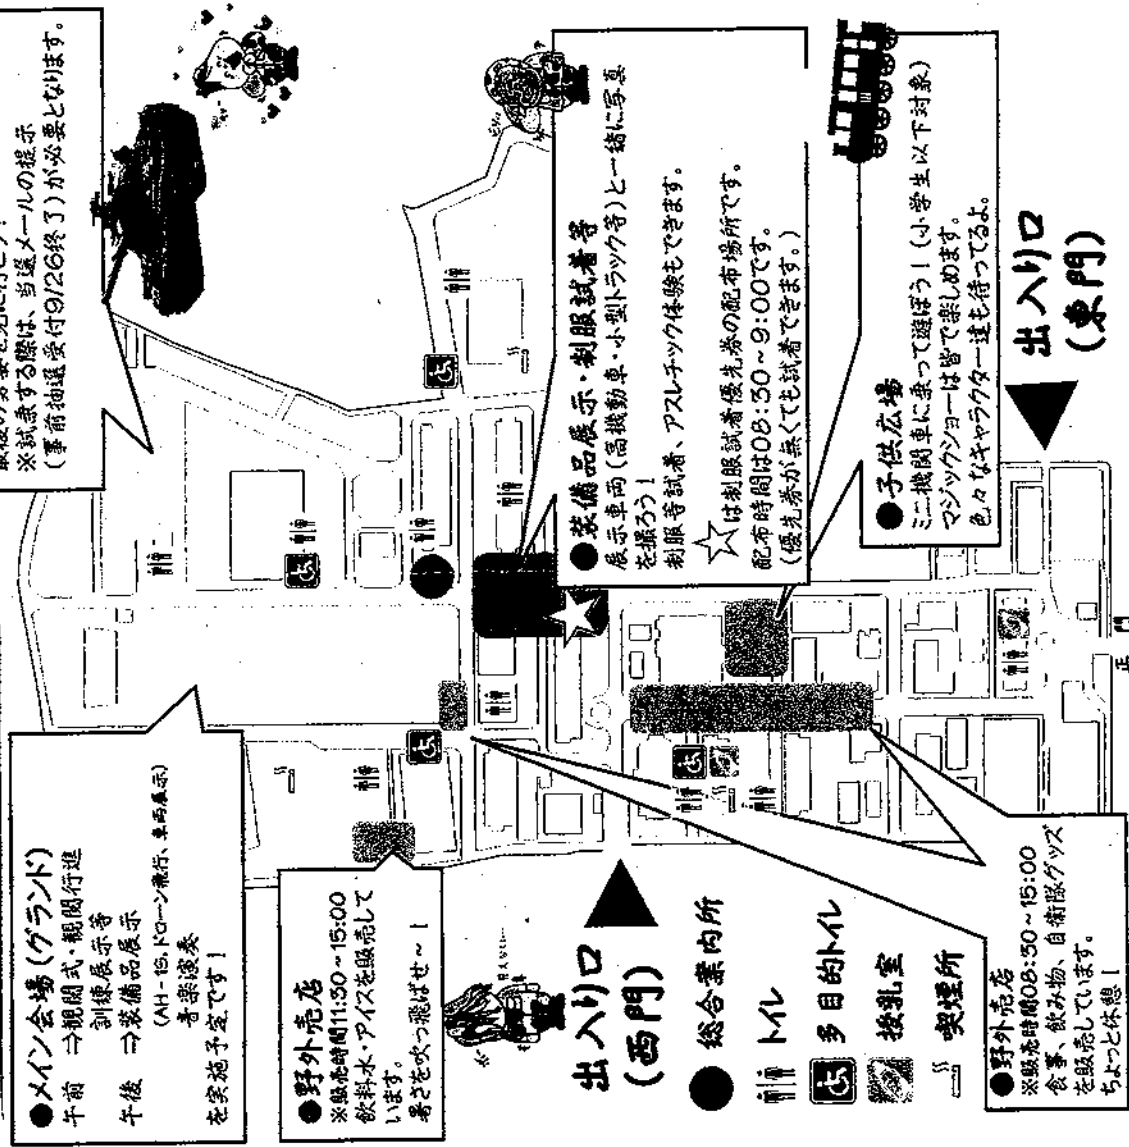 ※試乗する際は、当選メールの提示
(事前抽選受付9/26終了)が必要となります。
●メイン会場(グランド)
午前 ⇒観閲式・観閲行進
訓練展示等
午後 ⇒装備品展示
(AH-1S、ドローン飛行、車両展示)
音楽演奏
を実施予定です!
●野外売店
※販売時間11:30~15:00
飲料水・アイスを販売して
います。
暑さを吹っ飛ばせ~!
●装備品展示・制服試着等
展示車両(高機動車・小型トラック等)と一緒に写真
を撮ろう!
制服等試着、アスレチック体験もできます。
☆は制服試着優先券の配布場所です。
配布時間は08:30~9:00です。
(優先券が無くても試着できます。)
●子供広場
ミニ機関車に乗って遊ぼう!(小学生以下対象)
マジックショーは皆で楽しめます。
色々なキャラクター達も待ってるよ。
出入り口
(西門)
出入り口
(東門)
正門
総合案内所
トイレ
多目的トイレ
授乳室
喫煙所
●野外売店
※販売時間08:30~15:00
食事、飲み物、自衛隊グッズ
を販売しています。
ちょっと休憩!